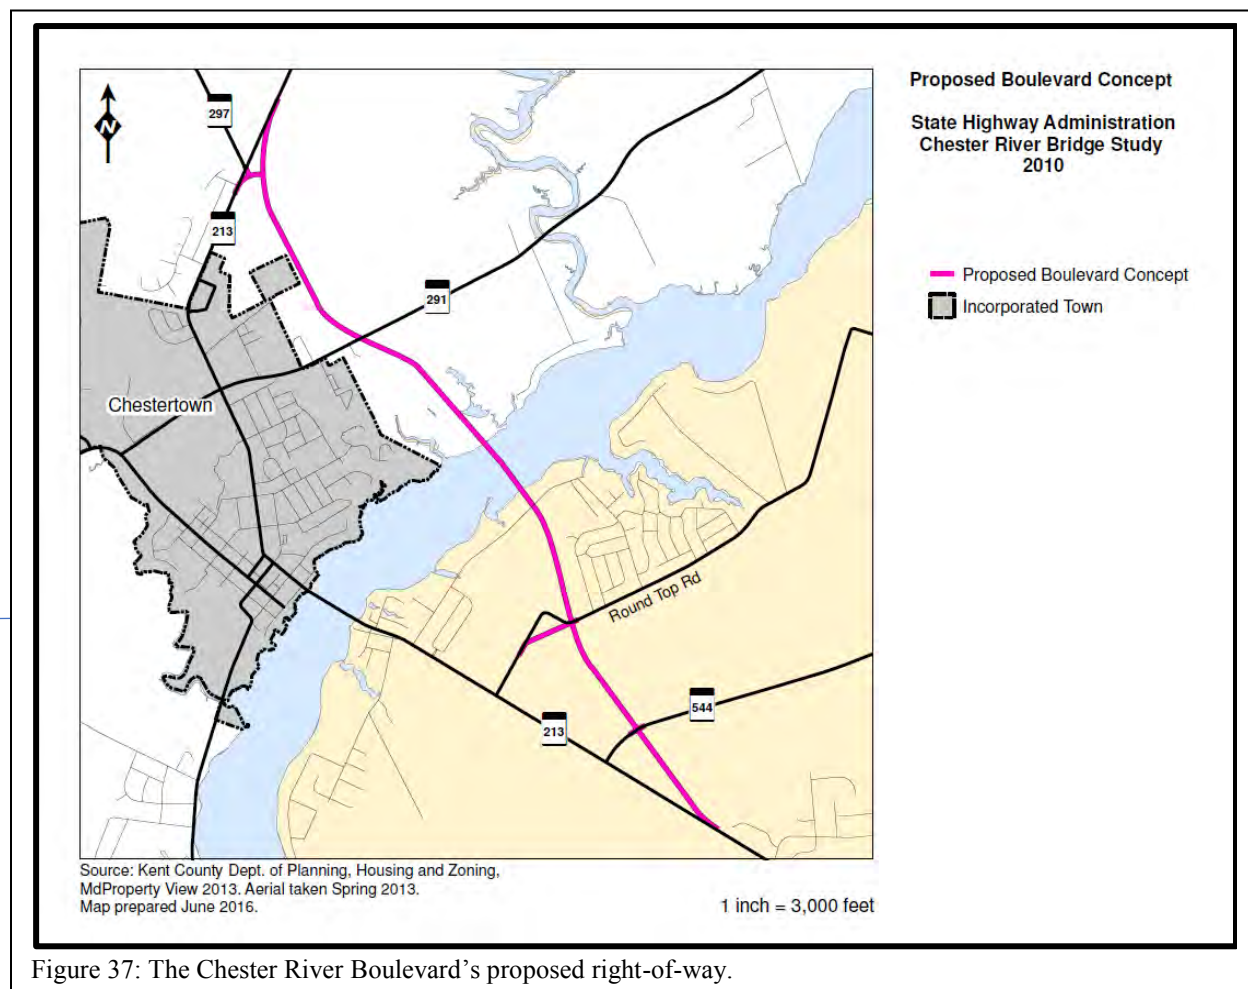 Proposed Boulevard Concept
State Highway Administration
Chester River Bridge Study
2010
Proposed Boulevard Concept
Incorporated Town
N
297
213
291
Chestertown
Round Top Rd
544
213
Source: Kent County Dept. of Planning, Housing and Zoning,
MdProperty View 2013. Aerial taken Spring 2013.
Map prepared June 2016.
1 inch = 3,000 feet
Figure 37: The Chester River Boulevard’s proposed right-of-way.